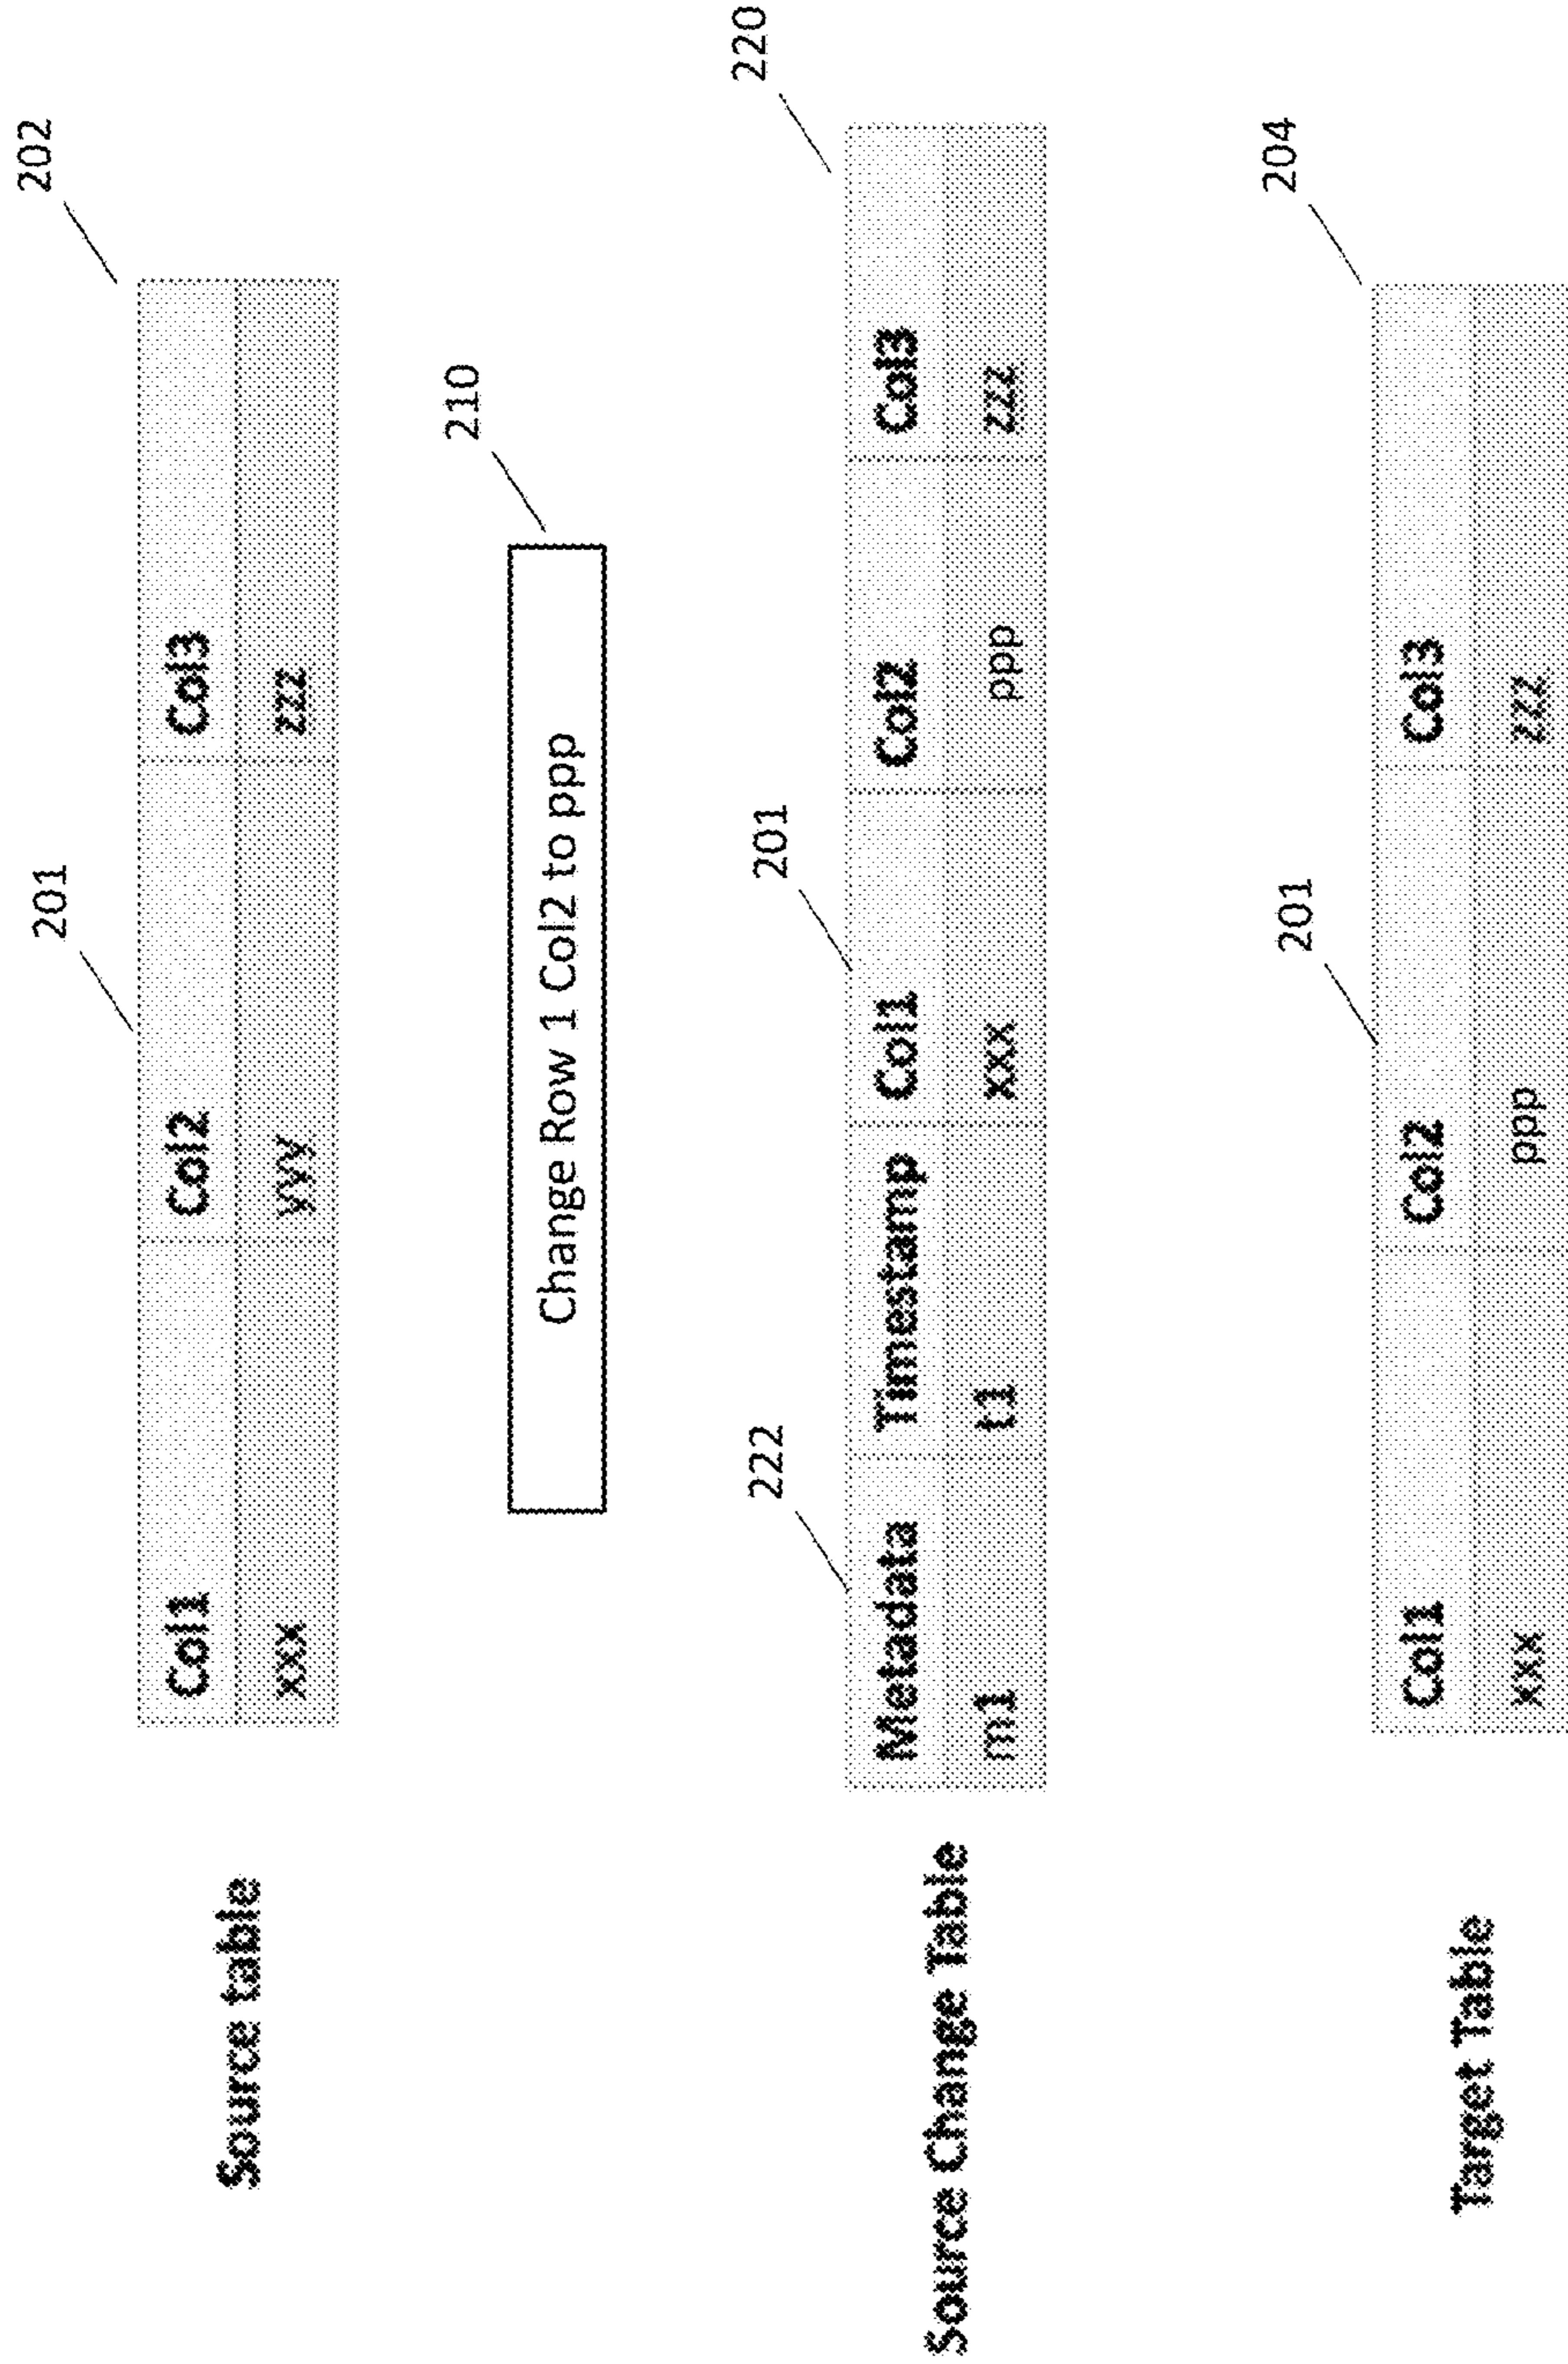 202
201
Source table
Col1 Col2 Col3
xxx yyy zzz
210
Change Row 1 Col2 to ppp
220
222 201
Source Change Table
Metadata Timestamp Col1 Col2 Col3
m1 t1 xxx ppp zzz
204
201
Target Table
Col1 Col2 Col3
xxx ppp zzz